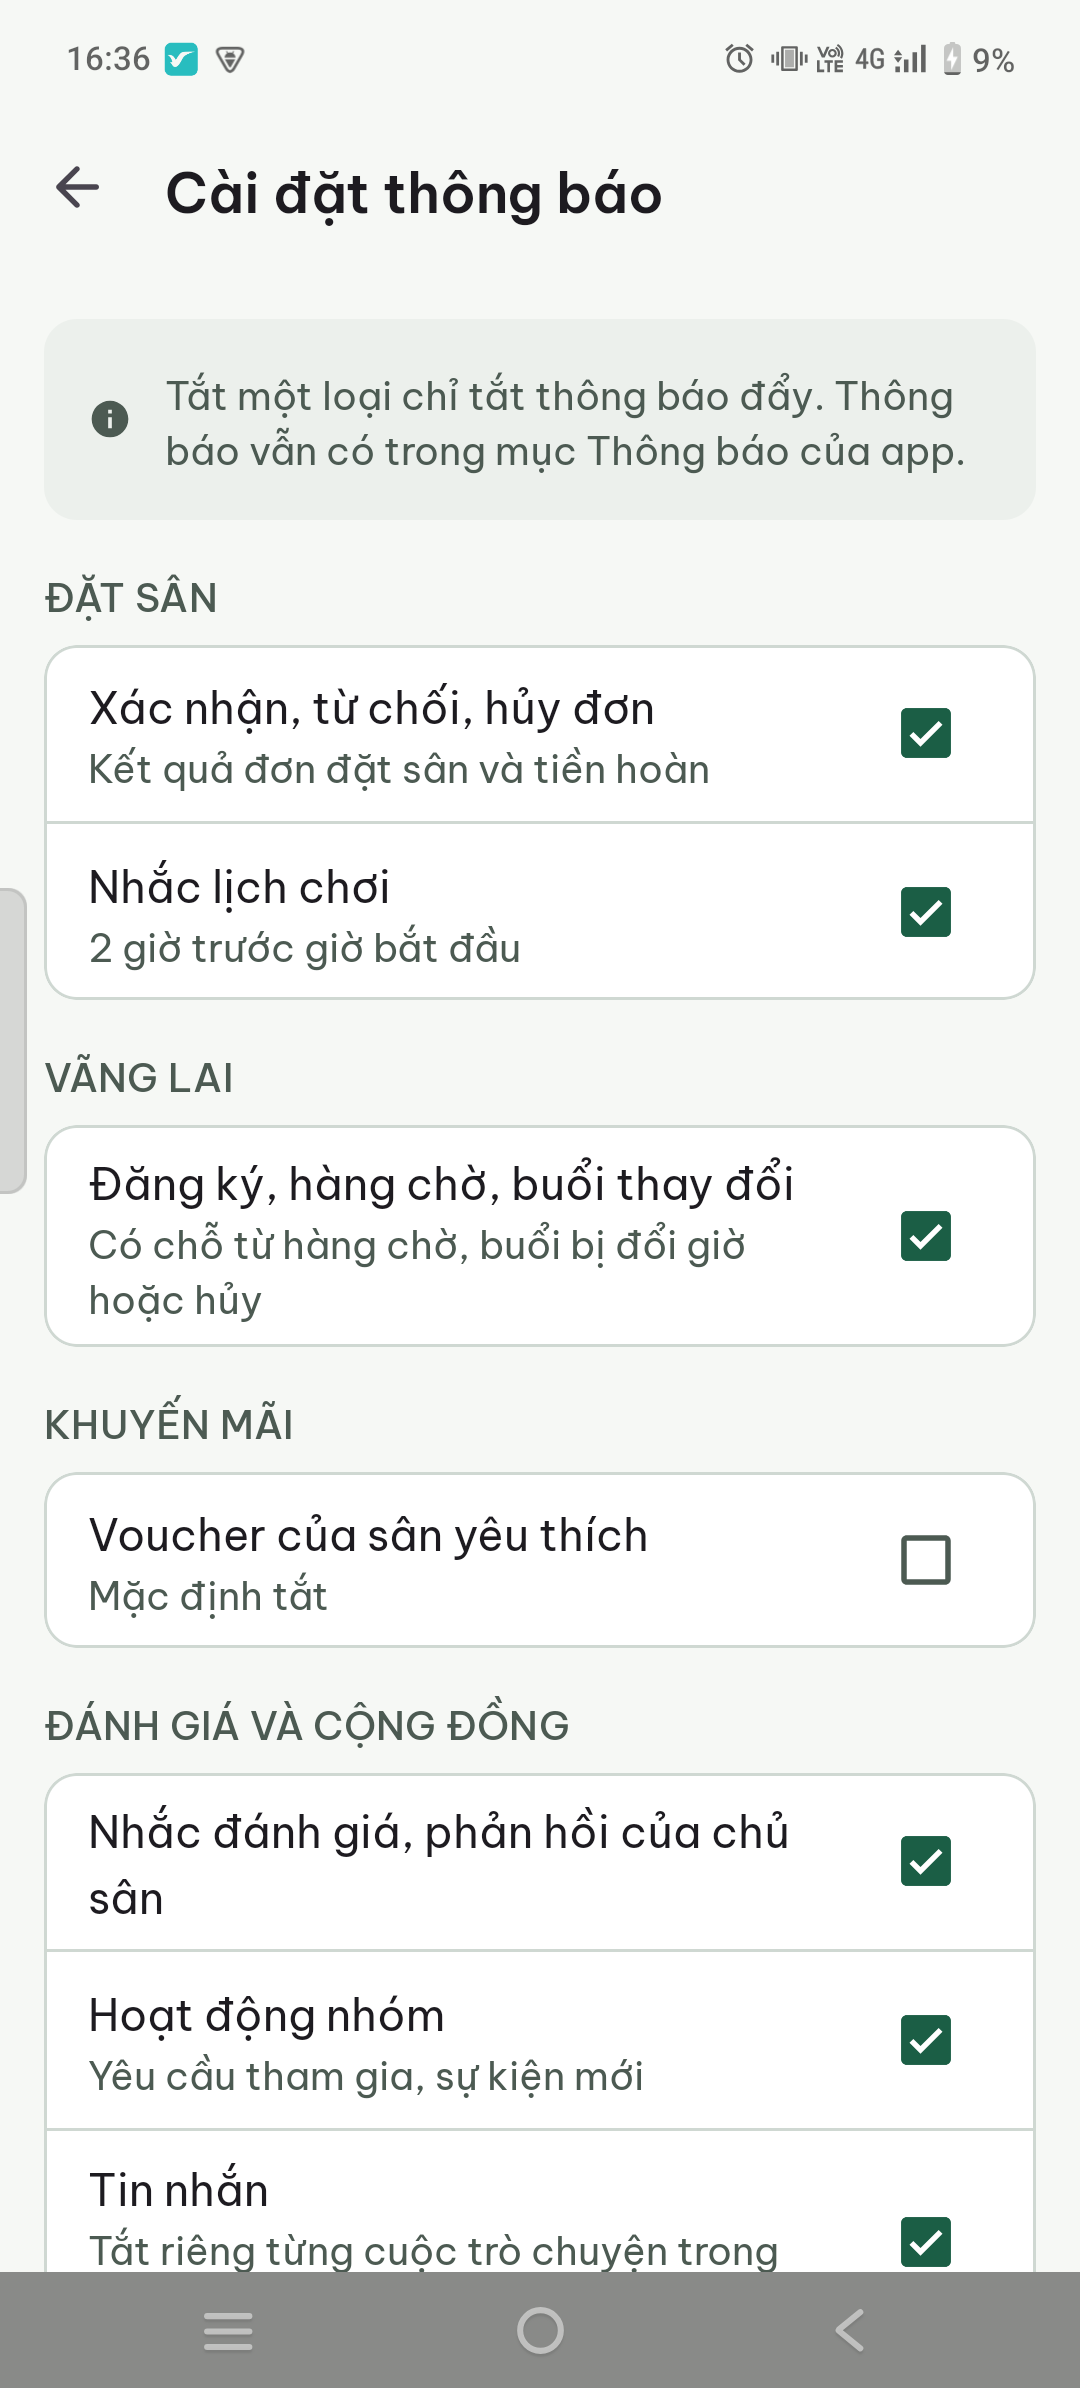 16:36
VO LTE 4G 9%
Cài đặt thông báo
Tắt một loại chỉ tắt thông báo đẩy. Thông
báo vẫn có trong mục Thông báo của app.
ĐẶT SÂN
Xác nhận, từ chối, hủy đơn
Kết quả đơn đặt sân và tiền hoàn
Nhắc lịch chơi
2 giờ trước giờ bắt đầu
VÃNG LAI
Đăng ký, hàng chờ, buổi thay đổi
Có chỗ từ hàng chờ, buổi bị đổi giờ
hoặc hủy
KHUYẾN MÃI
Voucher của sân yêu thích
Mặc định tắt
ĐÁNH GIÁ VÀ CỘNG ĐỒNG
Nhắc đánh giá, phản hồi của chủ
sân
Hoạt động nhóm
Yêu cầu tham gia, sự kiện mới
Tin nhắn
Tắt riêng từng cuộc trò chuyện trong